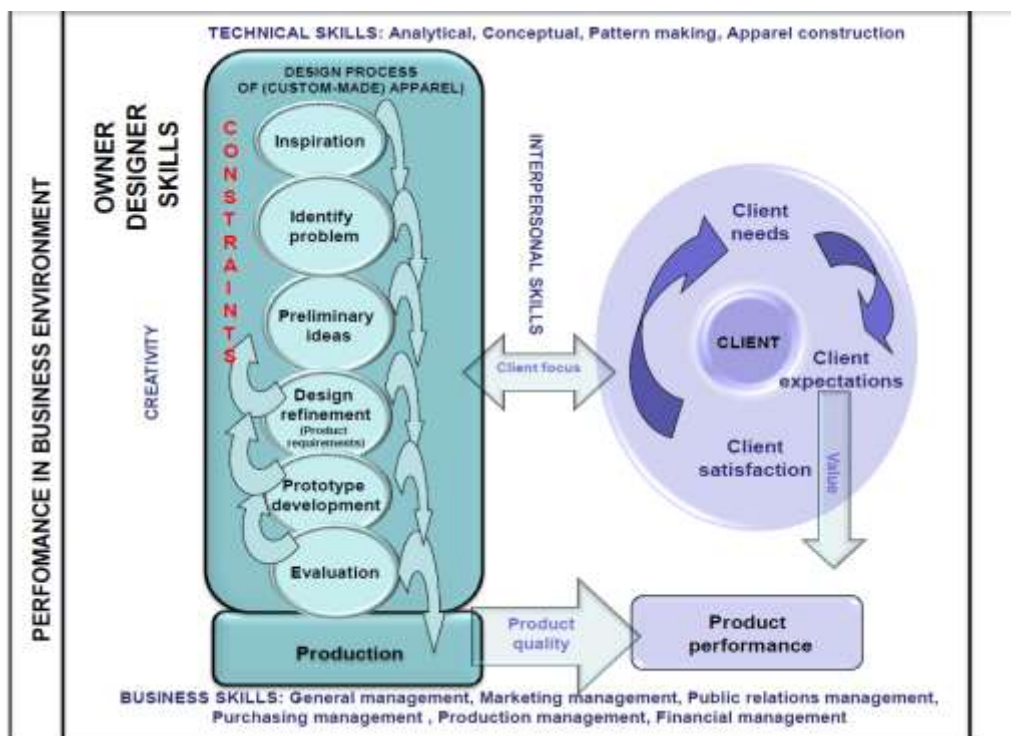 TECHNICAL SKILLS: Analytical, Conceptual, Pattern making, Apparel construction
PERFOMANCE IN BUSINESS ENVIRONMENT
OWNER
DESIGNER
SKILLS
CREATIVITY
DESIGN PROCESS
OF (CUSTOM-MADE) APPAREL)
CONSTRAINTS
Inspiration
Identify
problem
Preliminary
ideas
Design
refinement
(Product
requirements)
Prototype
development
Evaluation
Production
INTERPERSONAL SKILLS
Client focus
Client
needs
CLIENT
Client
expectations
Client
satisfaction
Value
Product
quality
Product
performance
BUSINESS SKILLS: General management, Marketing management, Public relations management,
Purchasing management , Production management, Financial management